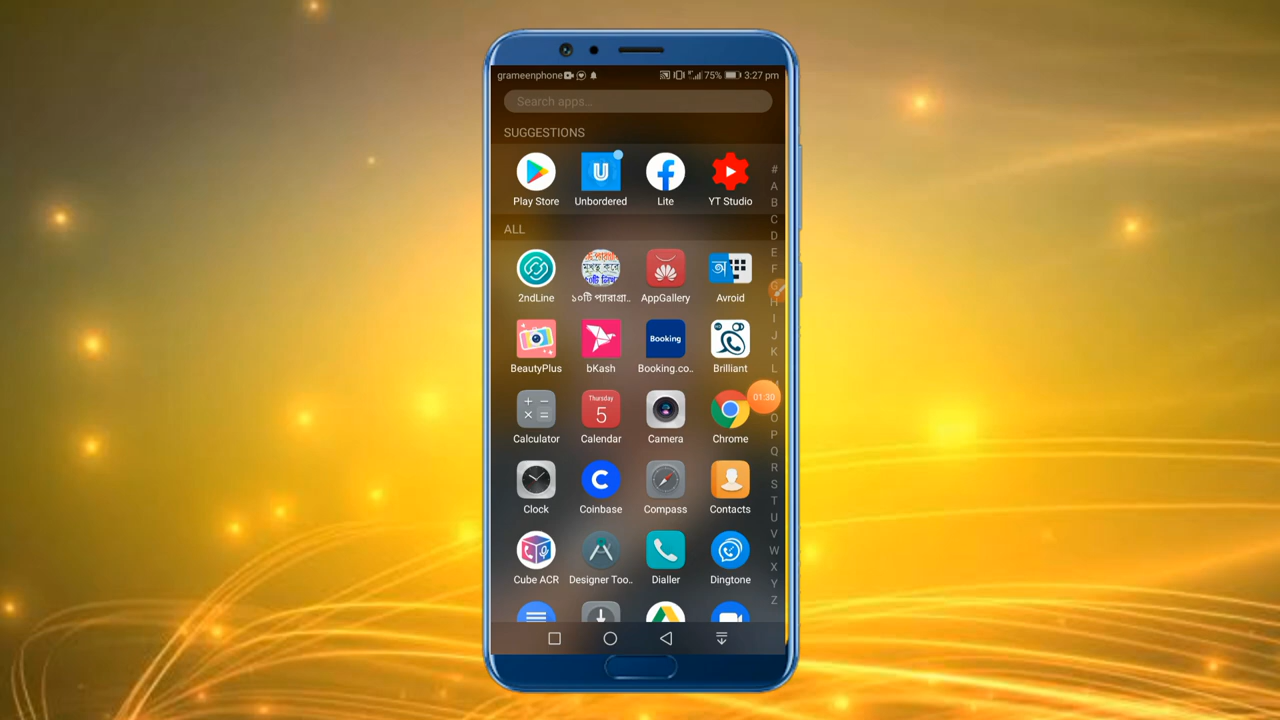 grameenphone 75% 3:27 pm
Search apps...
SUGGESTIONS
Play Store Unbordered Lite YT Studio
ALL
2ndLine ১০টি প্যারাগ্রা.. AppGallery Avroid
Booking
BeautyPlus bKash Booking.co.. Brilliant
Thursday
5
01:30
Calculator Calendar Camera Chrome
Clock Coinbase Compass Contacts
Cube ACR Designer Too.. Dialler Dingtone
#
A
B
C
D
E
F
G
H
I
J
K
L
O
P
Q
R
S
T
U
V
W
X
Y
Z